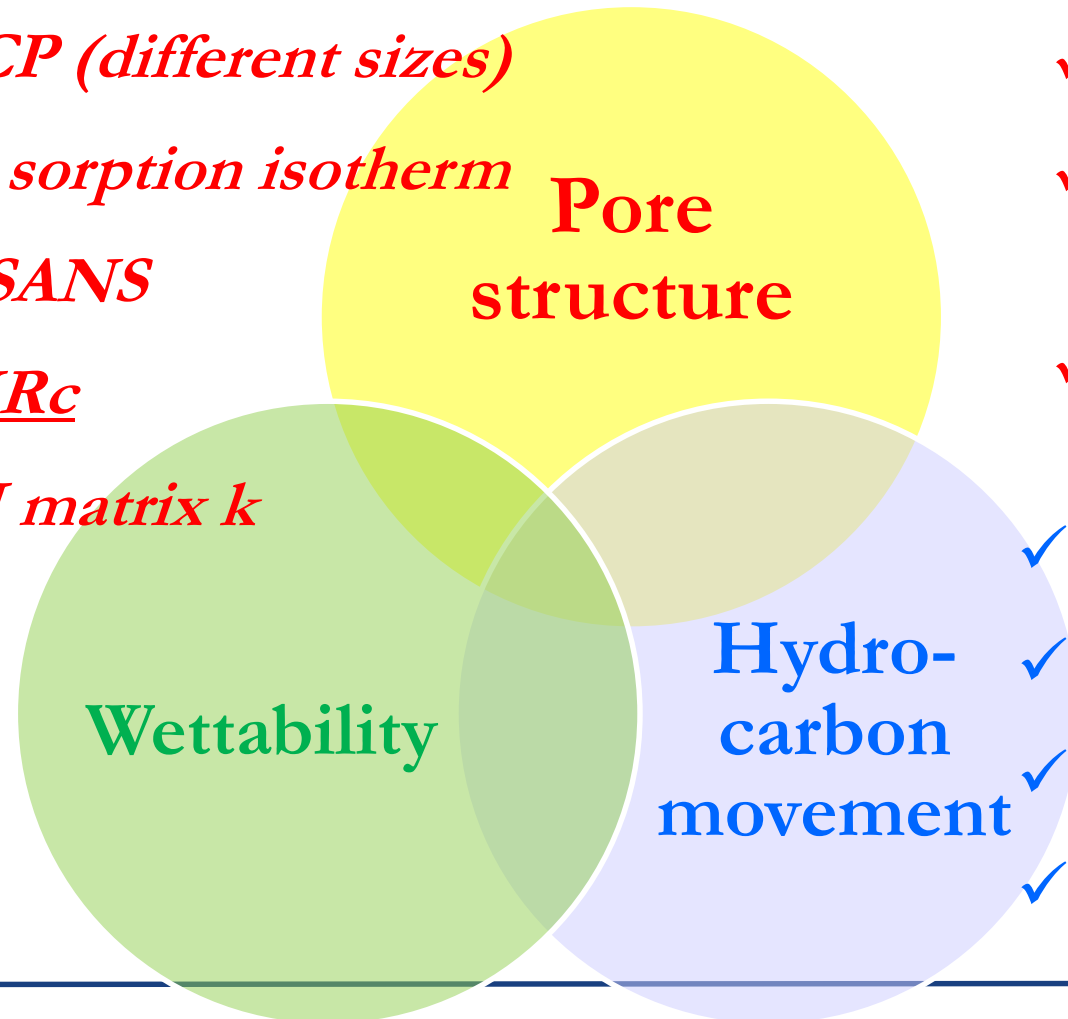 CP (different sizes)
sorption isotherm
SANS
Rc
matrix k
Pore
structure
Wettability
Hydro-
carbon
movement
✓
✓
✓
✓
✓
✓
✓